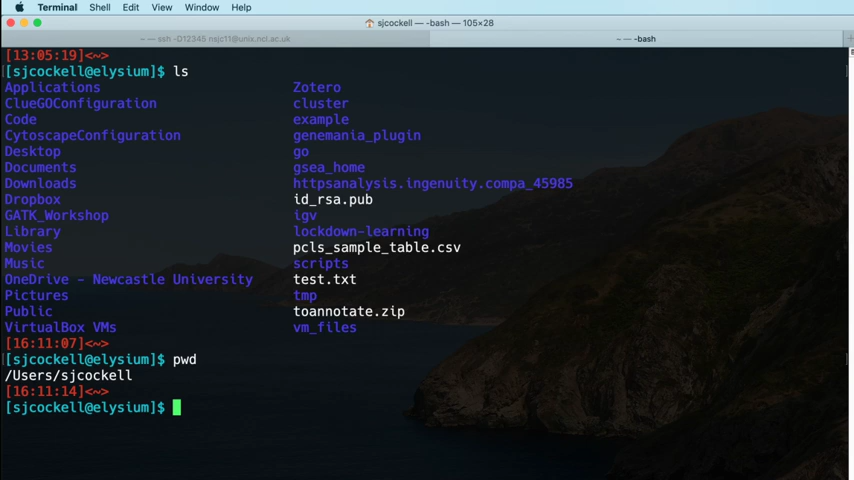 Terminal Shell Edit View Window Help
sjcockell — -bash — 105×28
~ — ssh -D12345 nsjc11@unix.ncl.ac.uk ~ — -bash +
[13:05:19]<~>
[sjcockell@elysium]$ ls
Applications Zotero
ClueGOConfiguration cluster
Code example
CytoscapeConfiguration genemania_plugin
Desktop go
Documents gsea_home
Downloads httpsanalysis.ingenuity.compa_45985
Dropbox id_rsa.pub
GATK_Workshop igv
Library lockdown-learning
Movies pcls_sample_table.csv
Music scripts
OneDrive - Newcastle University test.txt
Pictures tmp
Public toannotate.zip
VirtualBox VMs vm_files
[16:11:07]<~>
[sjcockell@elysium]$ pwd
/Users/sjcockell
[16:11:14]<~>
[sjcockell@elysium]$